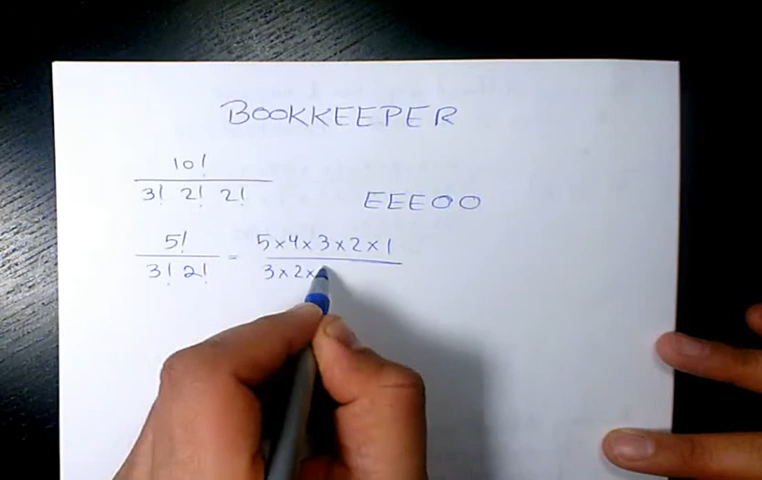 BOOKKEEPER
10!
3! 2! 2!
EEEOO
5!
3! 2!
=
5×4×3×2×1
3×2×